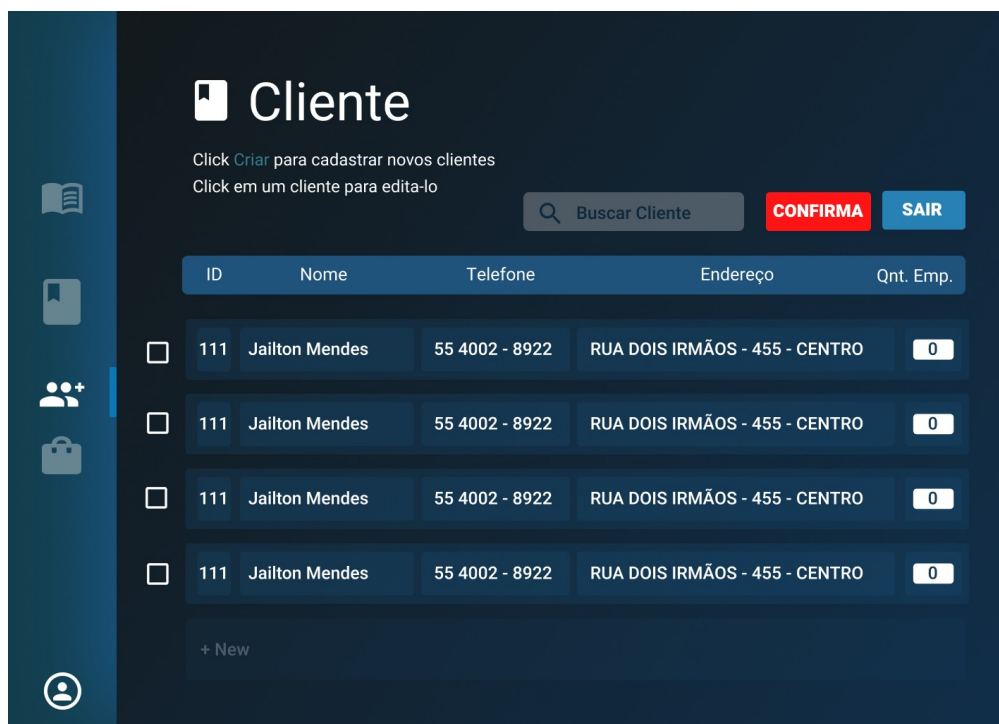 Cliente
Click Criar para cadastrar novos clientes
Click em um cliente para edita-lo
Buscar Cliente
CONFIRMA
SAIR
ID Nome Telefone Endereço Qnt. Emp.
111 Jailton Mendes 55 4002 - 8922 RUA DOIS IRMÃOS - 455 - CENTRO 0
111 Jailton Mendes 55 4002 - 8922 RUA DOIS IRMÃOS - 455 - CENTRO 0
111 Jailton Mendes 55 4002 - 8922 RUA DOIS IRMÃOS - 455 - CENTRO 0
111 Jailton Mendes 55 4002 - 8922 RUA DOIS IRMÃOS - 455 - CENTRO 0
+ New